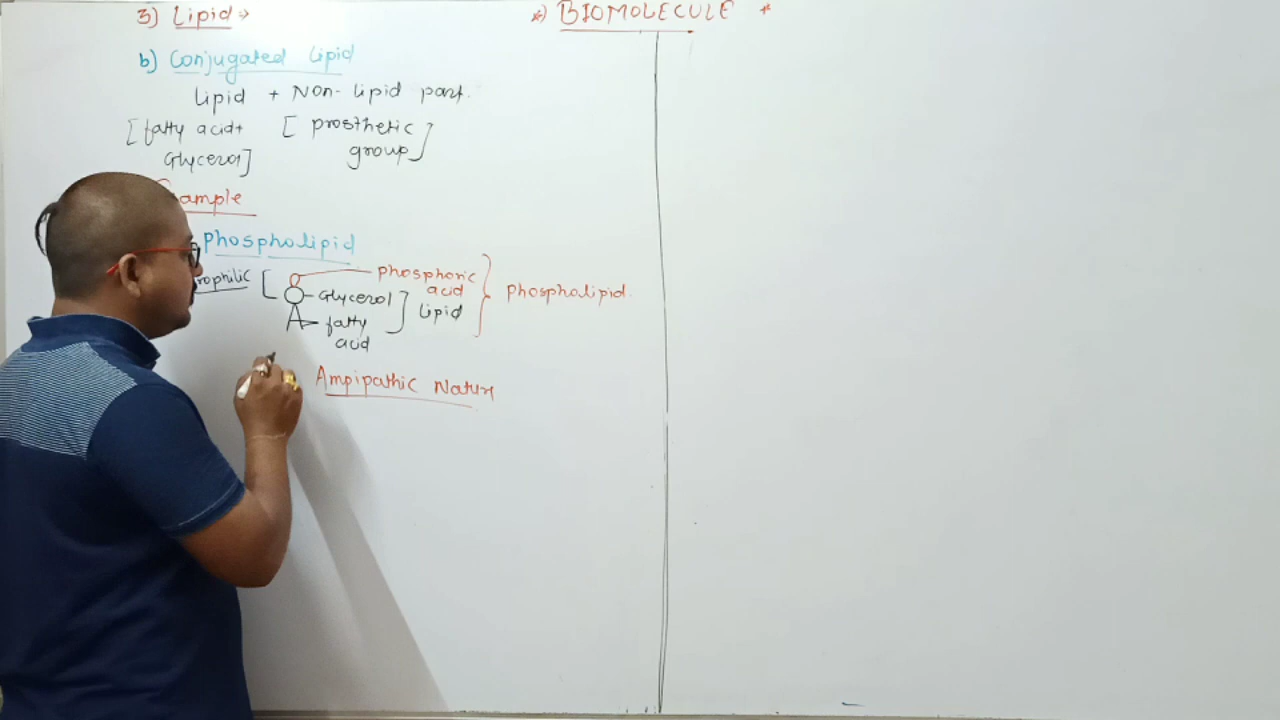 3) Lipid→
*) BIOMOLECULE *
b) Conjugated Lipid
Lipid + Non-Lipid part.
[fatty acid+ [prosthetic
Glycerol] group]
ample
Phospholipid
rophilic [ phosphoric
acid } phospholipid.
Glycerol] Lipid
fatty
acid
Ampipathic Nature